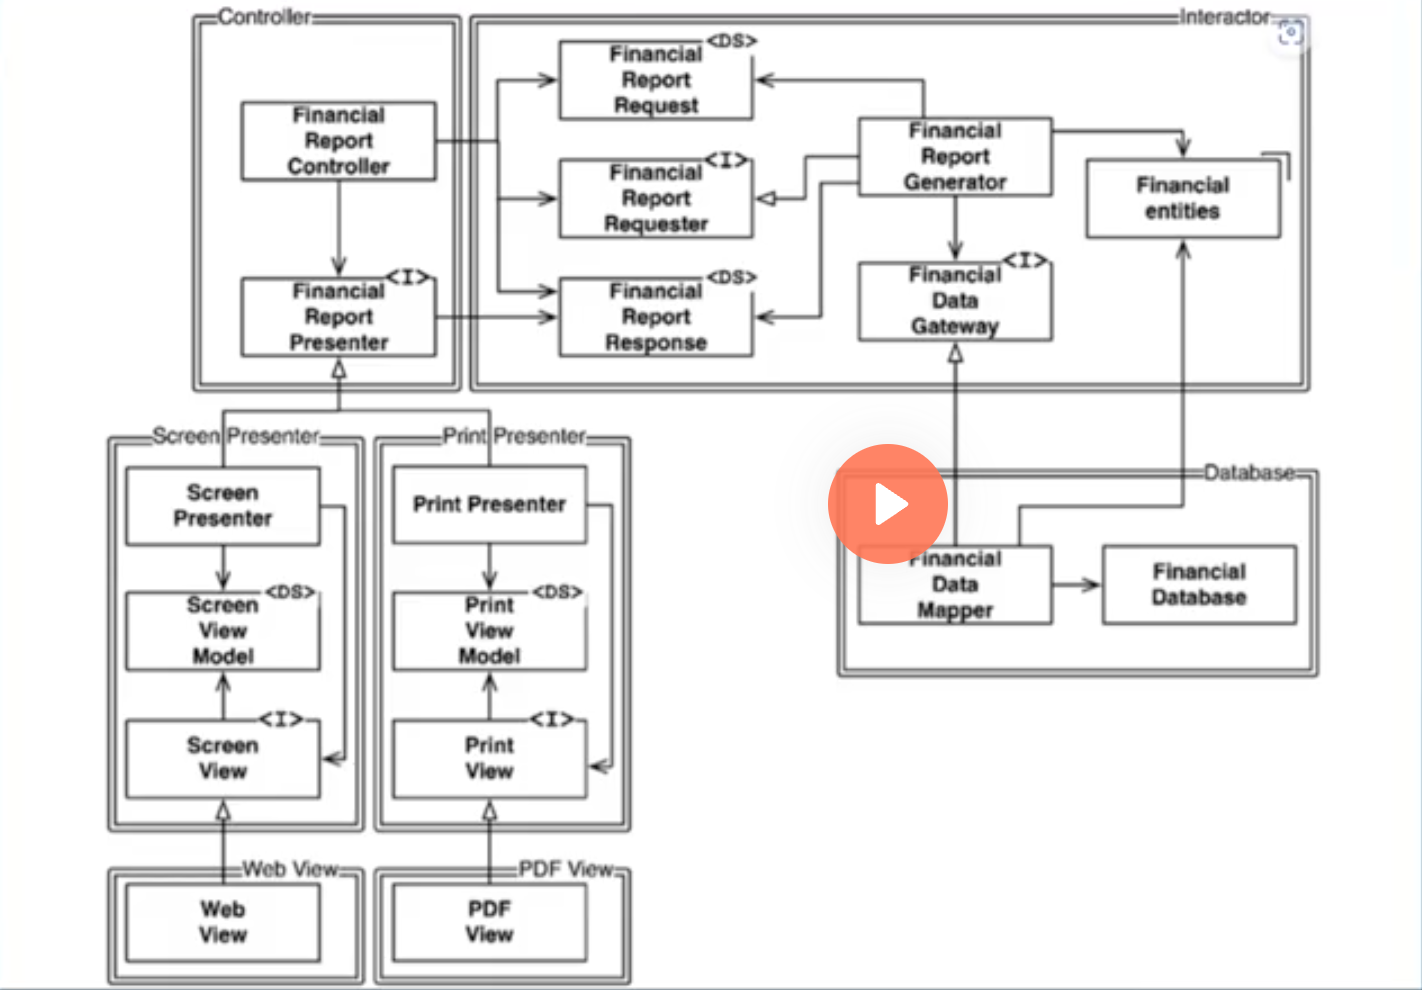 Controller
Interactor
<DS>
Financial
Report
Request
Financial
Report
Controller
Financial
Report
Generator
<I>
Financial
Report
Requester
Financial
entities
<I>
Financial
Report
Presenter
<DS>
Financial
Report
Response
<I>
Financial
Data
Gateway
Screen Presenter
Print Presenter
Database
Screen
Presenter
Print Presenter
Financial
Data
Mapper
Financial
Database
<DS>
Screen
View
Model
<DS>
Print
View
Model
<I>
Screen
View
<I>
Print
View
Web View
PDF View
Web
View
PDF
View